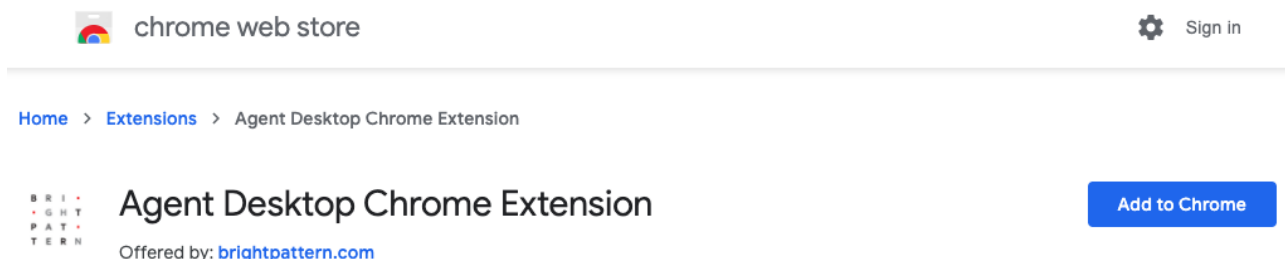 chrome web store
Sign in
Home > Extensions > Agent Desktop Chrome Extension
BRI•
•GHT
PAT•
TERN
Agent Desktop Chrome Extension
Add to Chrome
Offered by: brightpattern.com